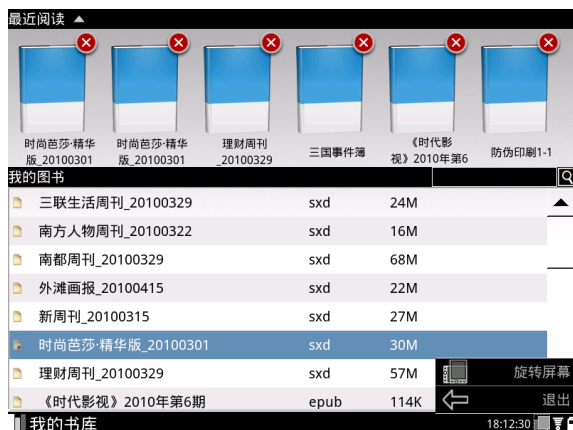 最近阅读
时尚芭莎·精华
版_20100301
时尚芭莎·精华
版_20100301
理财周刊
_20100329
三国事件簿
《时代影
视》2010年第6
防伪印刷1-1
我的图书
三联生活周刊_20100329 sxd 24M
南方人物周刊_20100322 sxd 16M
南都周刊_20100329 sxd 68M
外滩画报_20100415 sxd 22M
新周刊_20100315 sxd 27M
时尚芭莎·精华版_20100301 sxd 30M
理财周刊_20100329 sxd 57M
旋转屏幕
《时代影视》2010年第6期 epub 114K
退出
我的书库 18:12:30